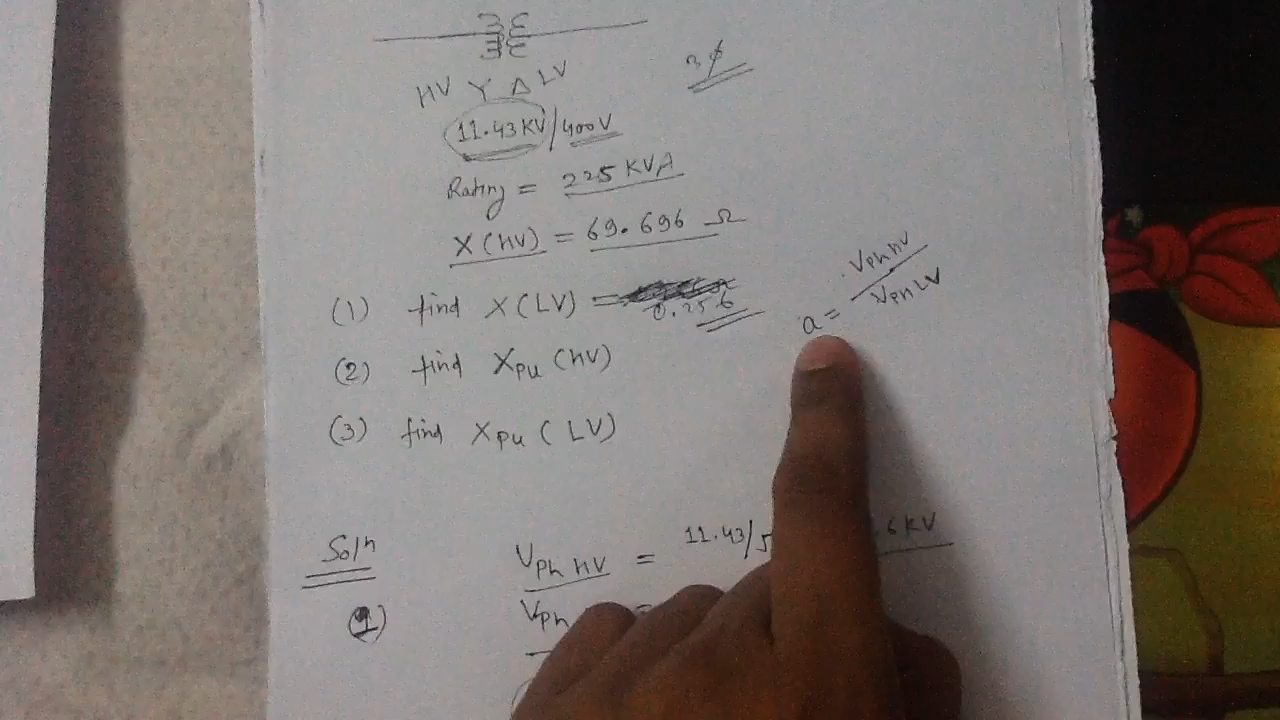 HV Y Δ LV
3φ
11.43 KV/400V
Rating = 225 KVA
X(HV) = 69.696 Ω
a = Vph hv / Vph LV
(1) find X(LV) = 0.256
(2) find Xpu (hv)
(3) find Xpu (LV)
Soln
(1)
Vph hv = 11.43/ .6 KV
Vph =